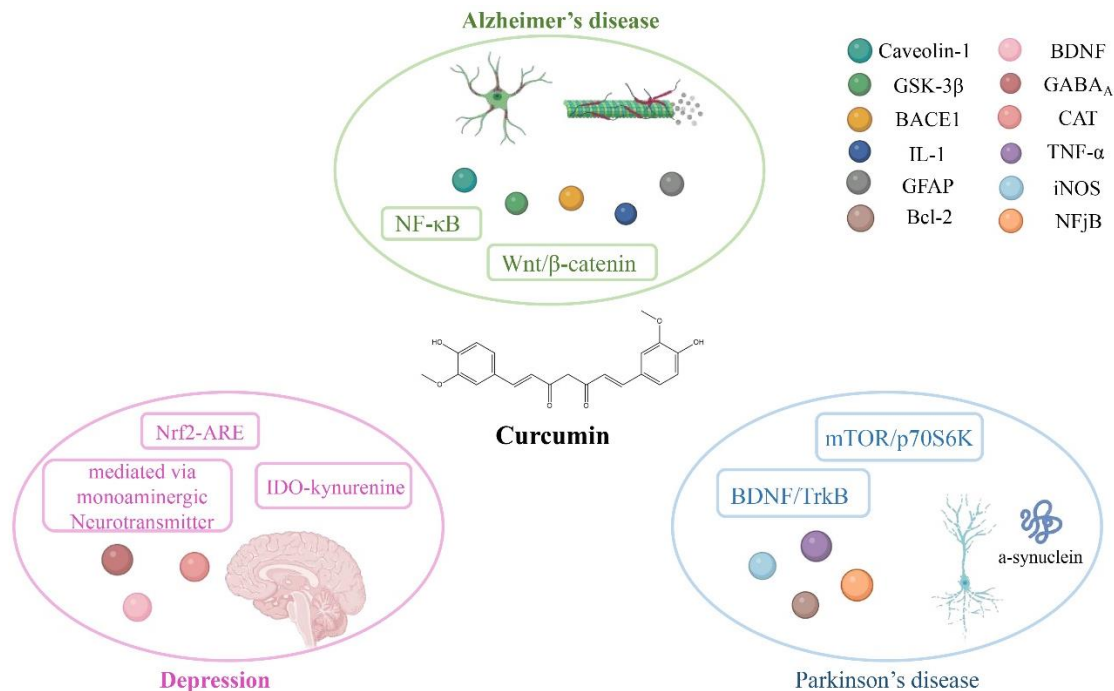 Alzheimer's disease
NF-κB
Wnt/β-catenin
Caveolin-1
GSK-3β
BACE1
IL-1
GFAP
Bcl-2
BDNF
GABAA
CAT
TNF-α
iNOS
NFjB
HO
O
O
O
O
OH
Curcumin
Nrf2-ARE
mediated via
monoaminergic
Neurotransmitter
IDO-kynurenine
Depression
mTOR/p70S6K
BDNF/TrkB
a-synuclein
Parkinson's disease